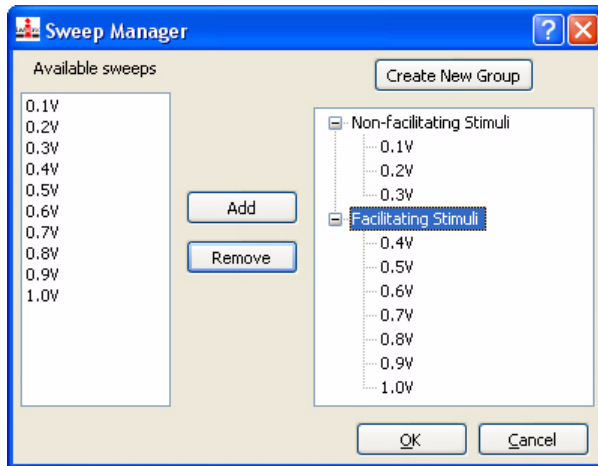 Sweep Manager
Available sweeps
Create New Group
0.1V
0.2V
0.3V
0.4V
0.5V
0.6V
0.7V
0.8V
0.9V
1.0V
Add
Remove
Non-facilitating Stimuli
0.1V
0.2V
0.3V
Facilitating Stimuli
0.4V
0.5V
0.6V
0.7V
0.8V
0.9V
1.0V
OK
Cancel